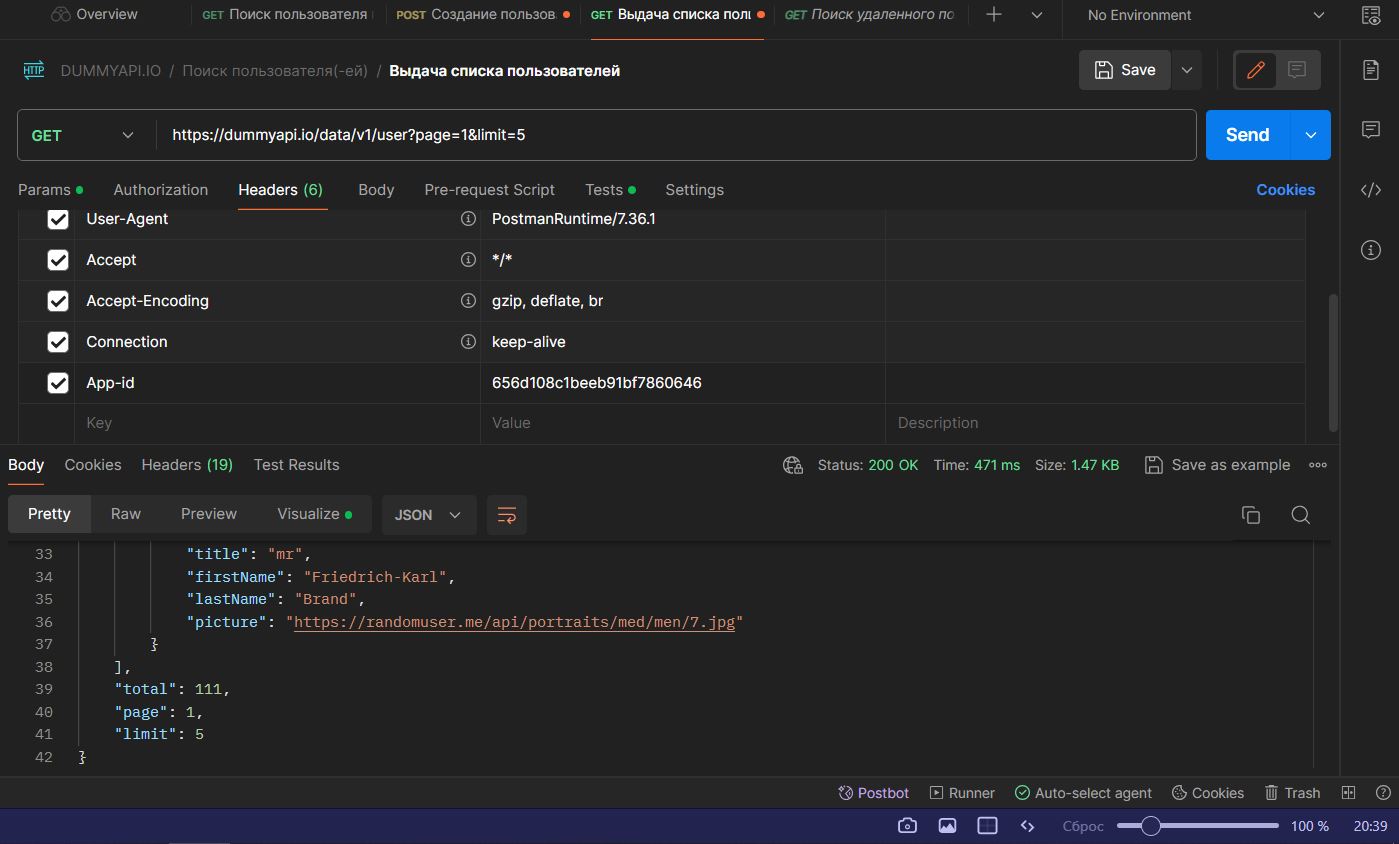 Overview GET Поиск пользователя POST Создание пользов. GET Выдача списка поль GET Поиск удаленного по No Environment
HTTP DUMMYAPI.IO / Поиск пользователя(-ей) / Выдача списка пользователей Save
GET https://dummyapi.io/data/v1/user?page=1&limit=5 Send
Params Authorization Headers (6) Body Pre-request Script Tests Settings Cookies
User-Agent PostmanRuntime/7.36.1
Accept */*
Accept-Encoding gzip, deflate, br
Connection keep-alive
App-id 656d108c1beeb91bf7860646
Key Value Description
Body Cookies Headers (19) Test Results Status: 200 OK Time: 471 ms Size: 1.47 KB Save as example
Pretty Raw Preview Visualize JSON
33 "title": "mr",
34 "firstName": "Friedrich-Karl",
35 "lastName": "Brand",
36 "picture": "https://randomuser.me/api/portraits/med/men/7.jpg"
37 }
38 ],
39 "total": 111,
40 "page": 1,
41 "limit": 5
42 }
Postbot Runner Auto-select agent Cookies Trash
Сброс 100 % 20:39